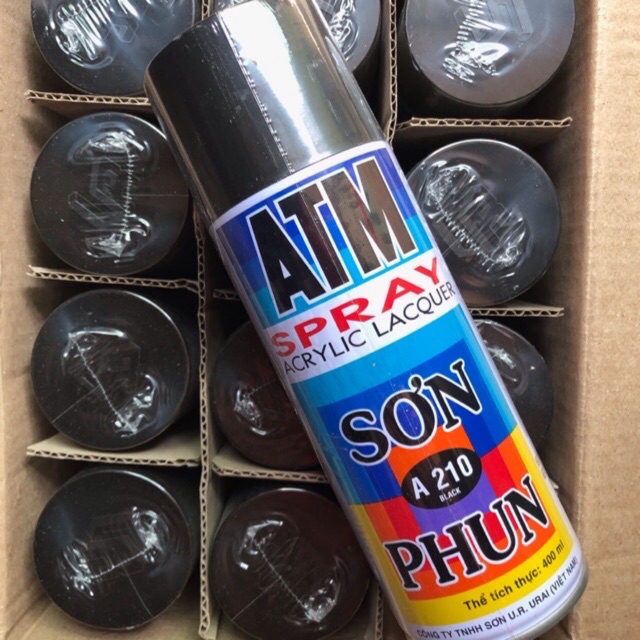 ATM
SPRAY
ACRYLIC LACQUER
SƠN
A 210
BLACK
PHUN
Thể tích thực: 400 ml
CÔNG TY TNHH SƠN U.R. URAI (VIỆT NAM)